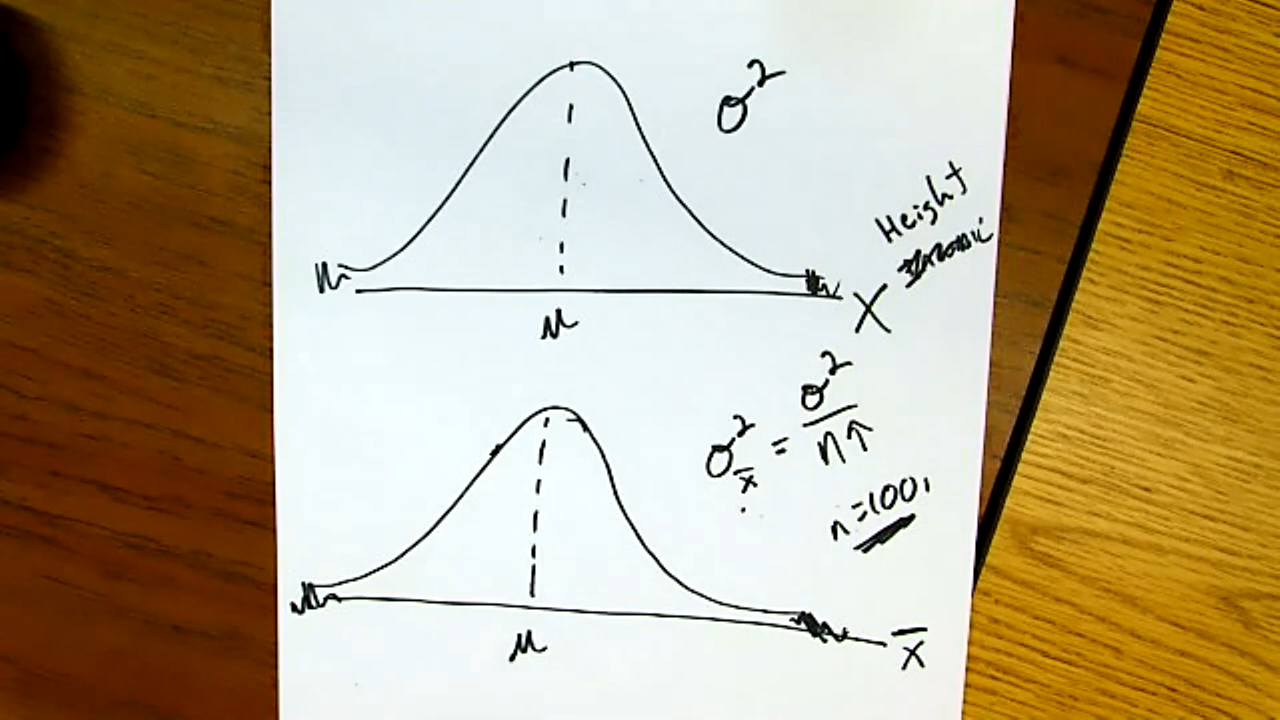 σ²
Height
X
μ
σ²x̄ = σ²/n↑
n=100,
μ
x̄